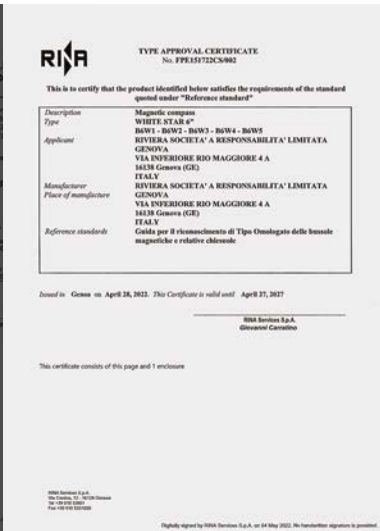 RINA
TYPE APPROVAL CERTIFICATE
No. FPE151722CS/002
This is to certify that the product identified below satisfies the requirements of the standard
quoted under "Reference standard"
Description Magnetic compass
Type WHITE STAR 6"
B6W1 - B6W2 - B6W3 - B6W4 - B6W5
Applicant RIVIERA SOCIETA' A RESPONSABILITA' LIMITATA
GENOVA
VIA INFERIORE RIO MAGGIORE 4 A
16138 Genova (GE)
ITALY
Manufacturer RIVIERA SOCIETA' A RESPONSABILITA' LIMITATA
Place of manufacture GENOVA
VIA INFERIORE RIO MAGGIORE 4 A
16138 Genova (GE)
ITALY
Reference standards Guida per il riconoscimento di Tipo Omologato delle bussole
magnetiche e relative chiesuole
Issued in Genoa on April 28, 2022. This Certificate is valid until April 27, 2027
RINA Services S.p.A.
Giovanni Carratino
This certificate consists of this page and 1 enclosure
RINA Services S.p.A.
Via Corsica, 12 - 16128 Genova
Digitally signed by RINA Services S.p.A. on 04 May 2022. No handwritten signature is present.